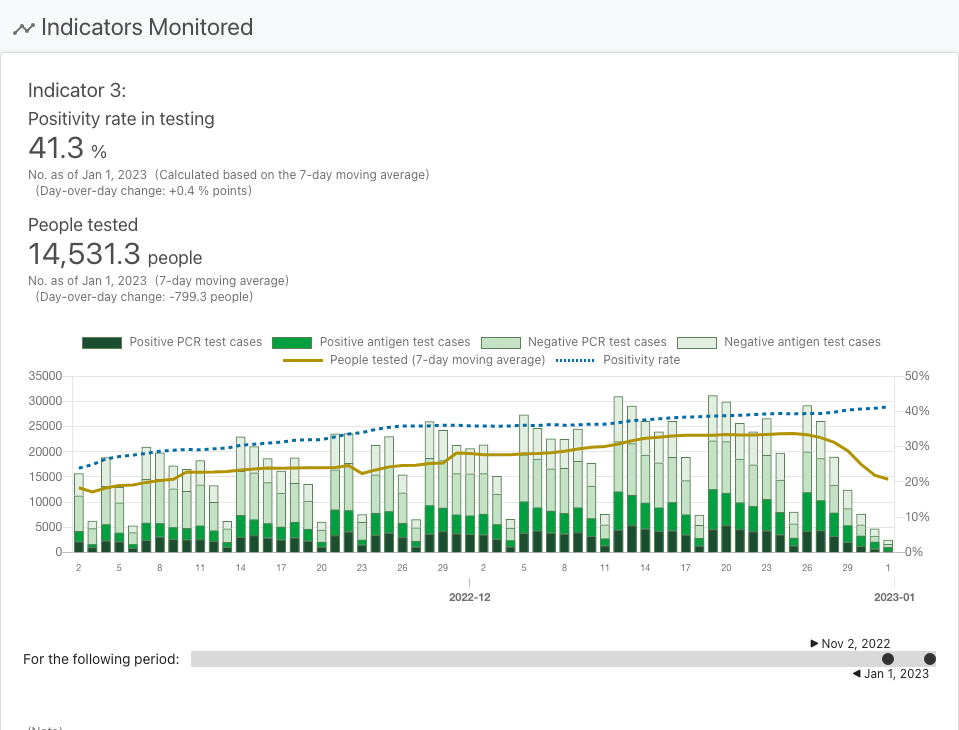 Indicators Monitored
Indicator 3:
Positivity rate in testing
41.3 %
No. as of Jan 1, 2023 (Calculated based on the 7-day moving average)
(Day-over-day change: +0.4 % points)
People tested
14,531.3 people
No. as of Jan 1, 2023 (7-day moving average)
(Day-over-day change: -799.3 people)
Positive PCR test cases Positive antigen test cases Negative PCR test cases Negative antigen test cases
People tested (7-day moving average) Positivity rate
35000 50%
30000 40%
25000 30%
20000 20%
15000 10%
10000 0%
5000
0
2 5 8 11 14 17 20 23 26 29 2 5 8 11 14 17 20 23 26 29 1
2022-12 2023-01
▶ Nov 2, 2022
For the following period:
◀ Jan 1, 2023
(Note)